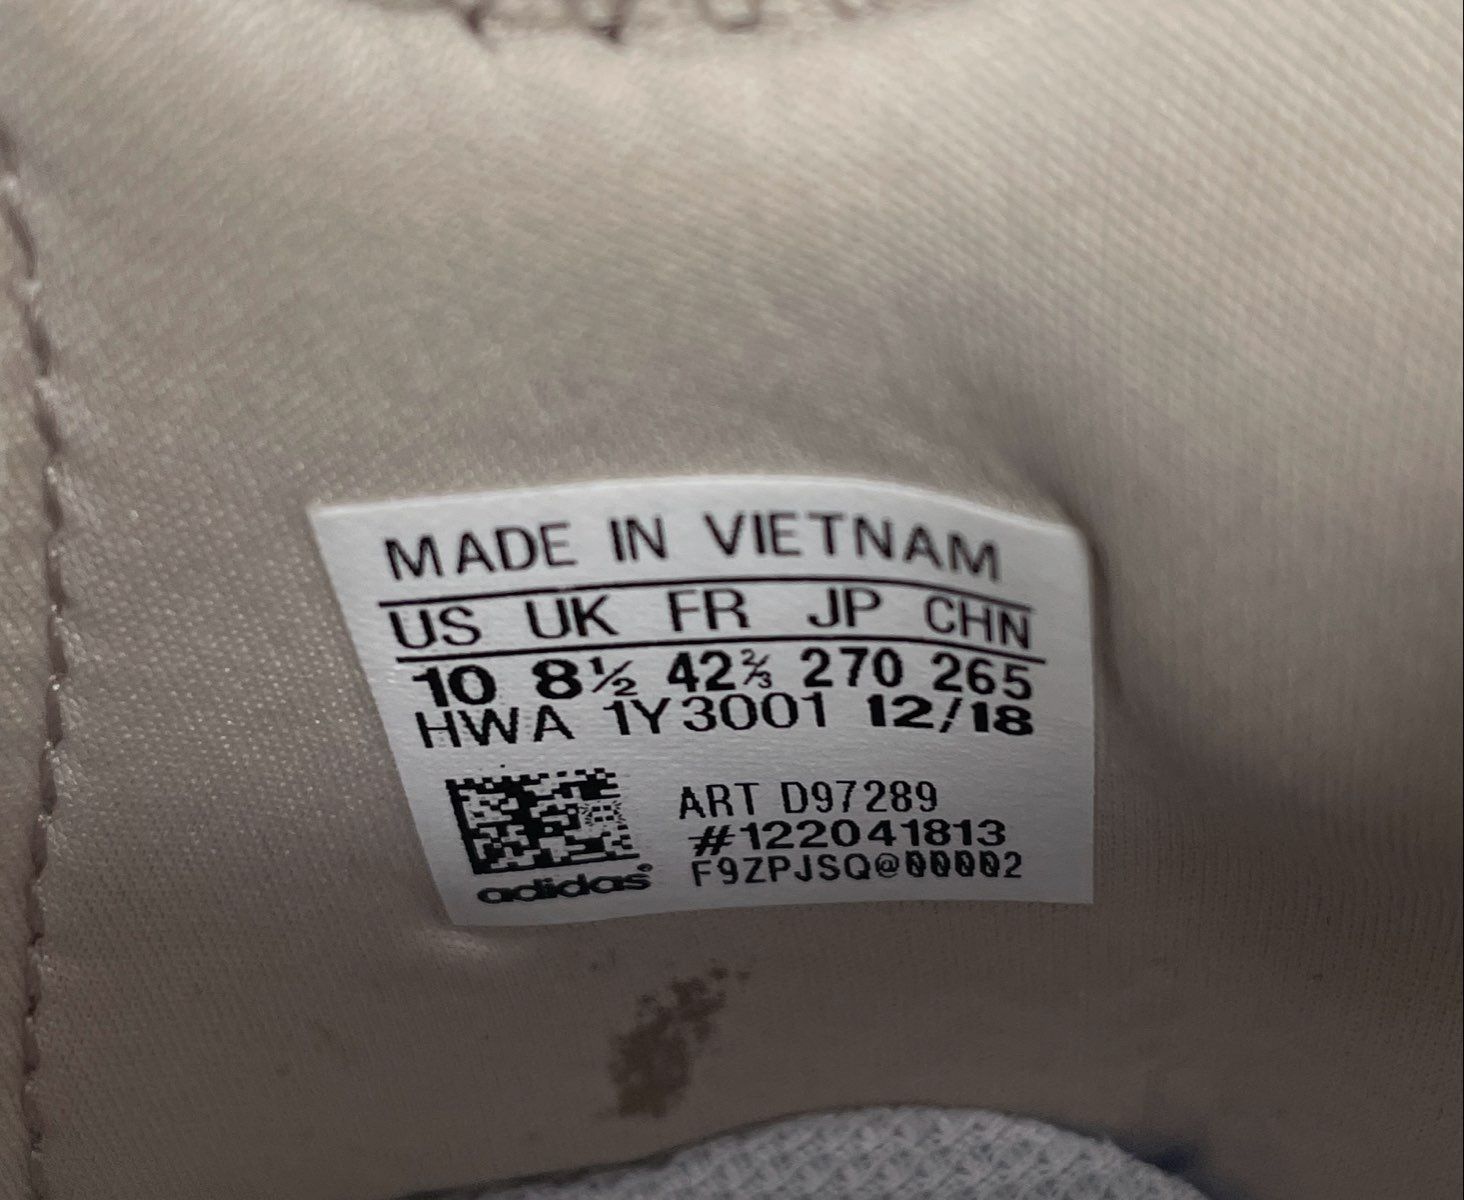 MADE IN VIETNAM
US UK FR JP CHN
10 8½ 42⅔ 270 265
HWA 1Y3001 12/18
ART D97289
#122041813
F9ZPJSQ@00002
adidas®